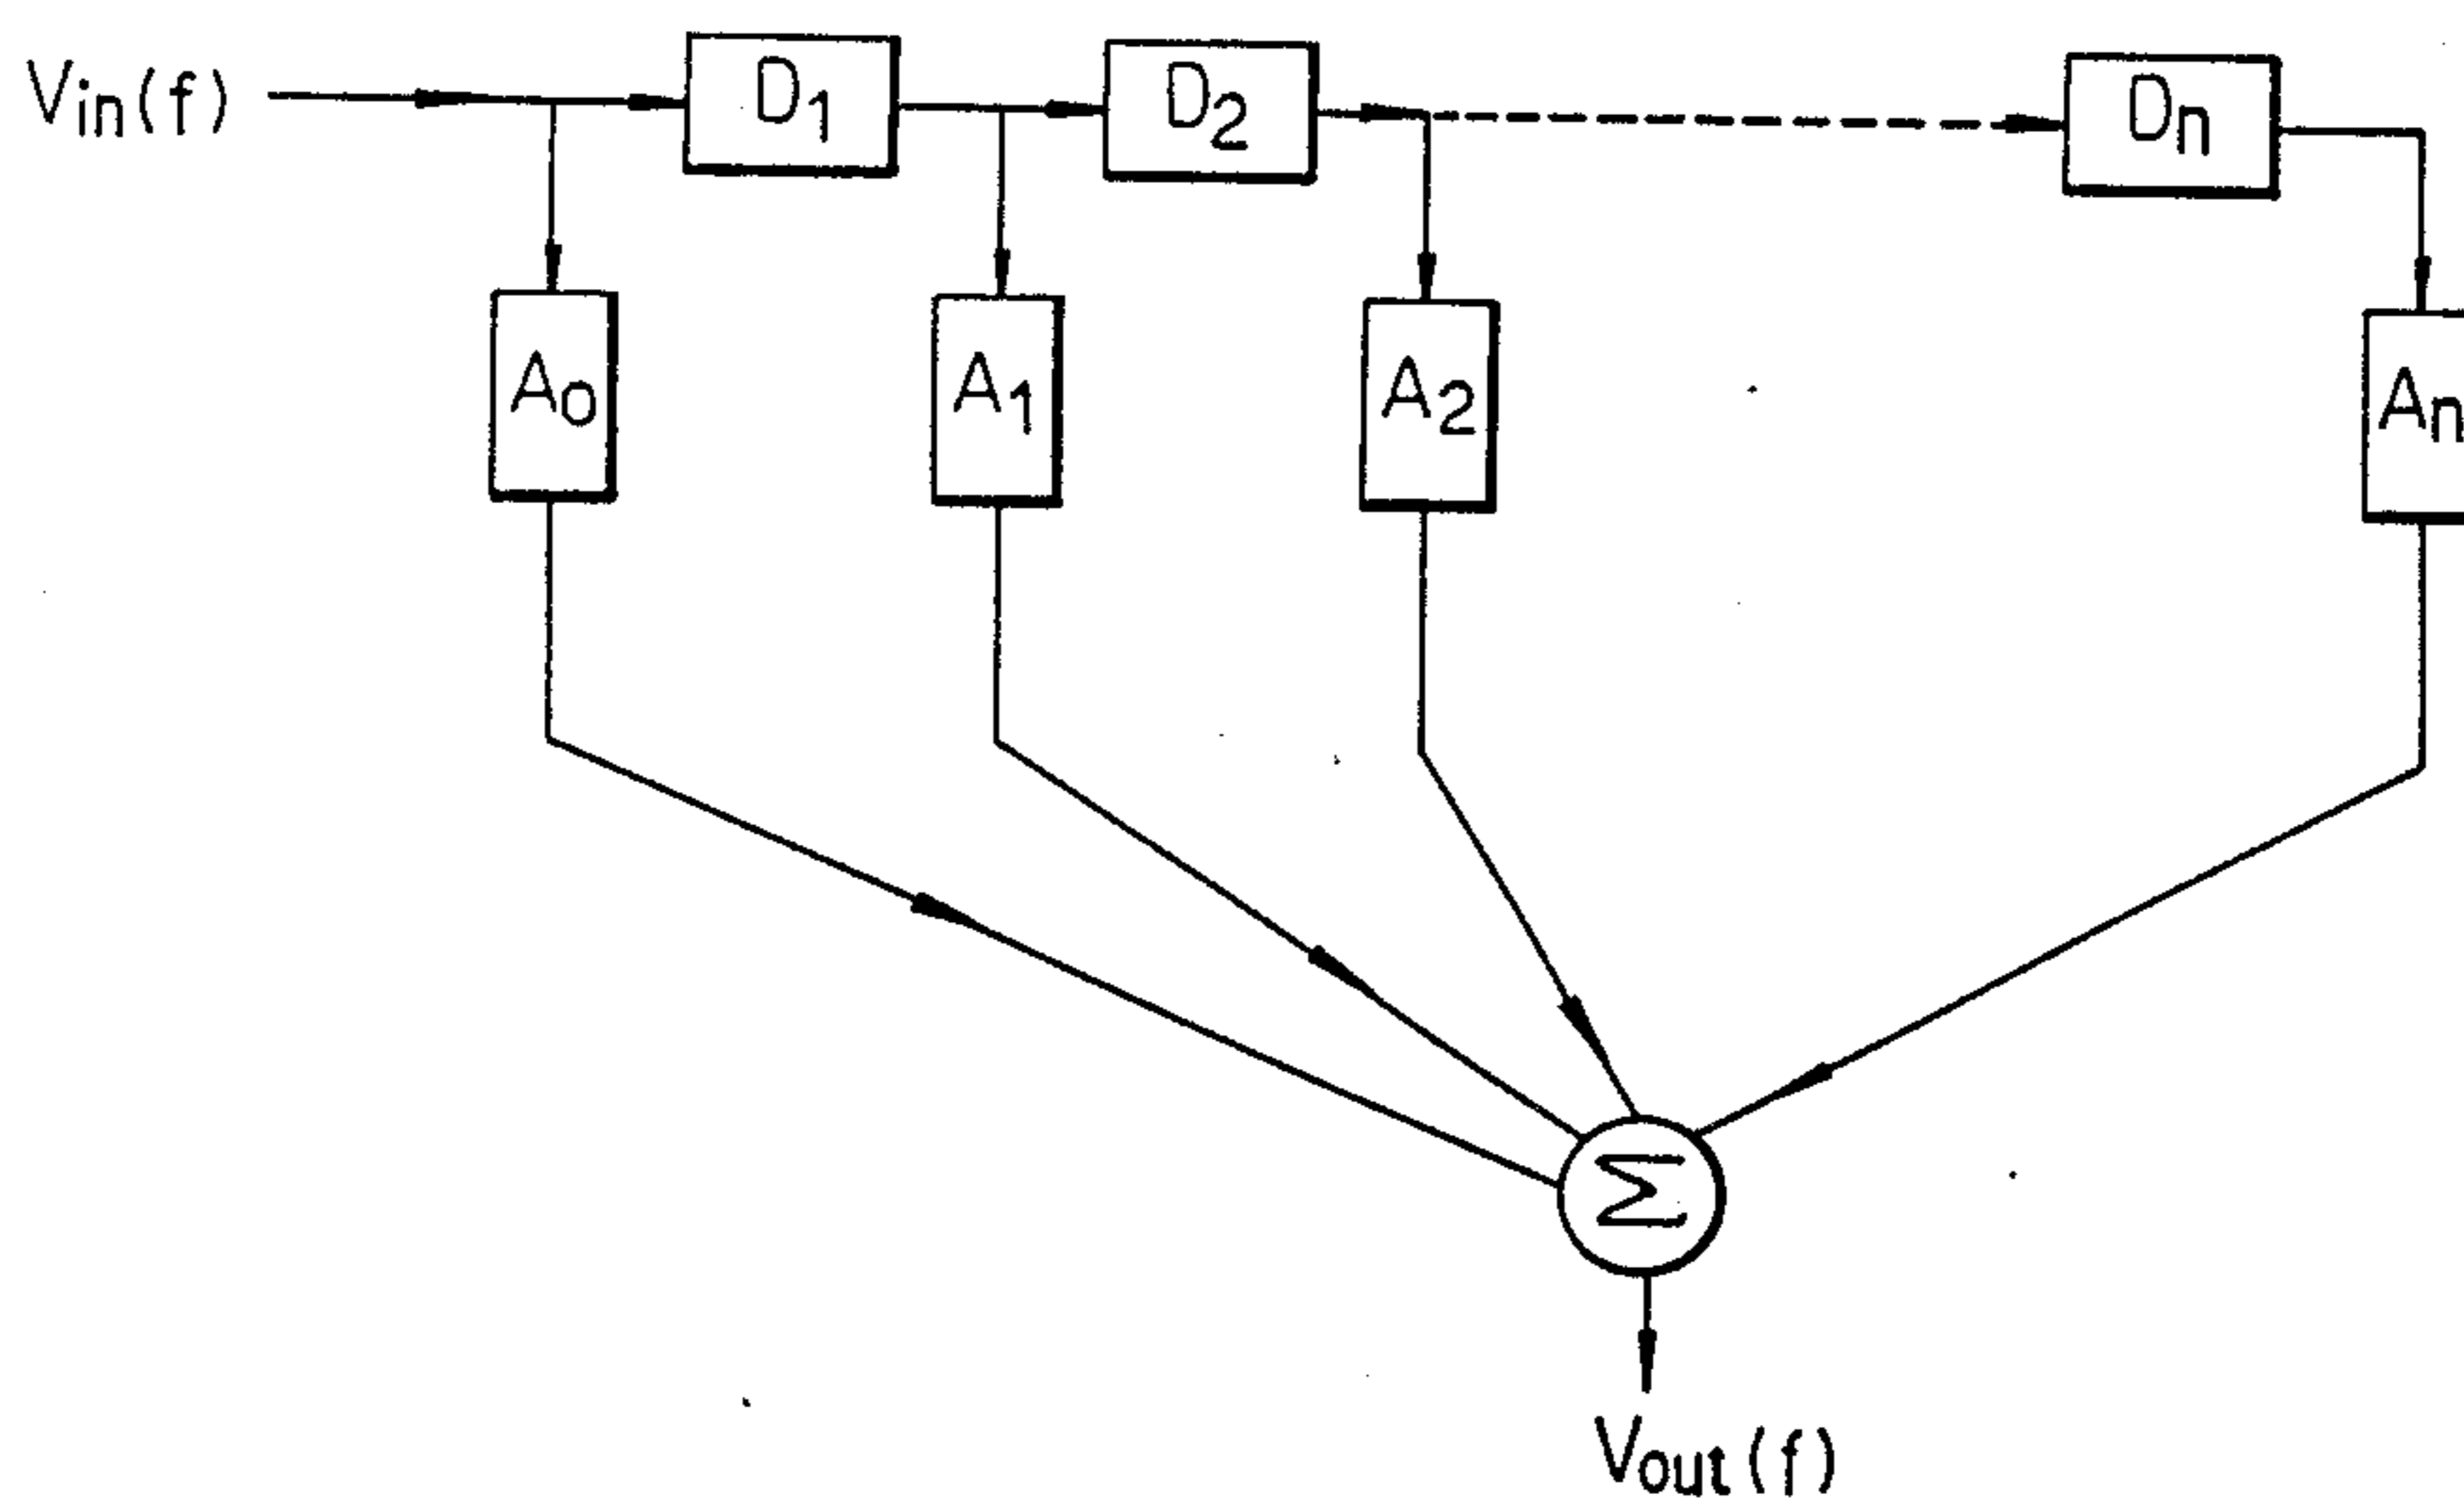 Vin(f)
D1
D2
Dn
A0
A1
A2
An
Σ
Vout(f)